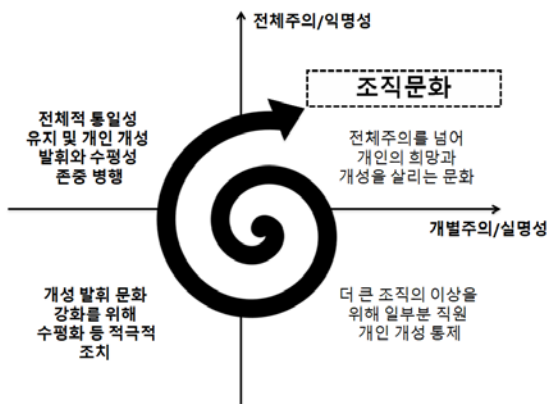 전체주의/익명성
조직문화
전체적 통일성
유지 및 개인 개성
발휘와 수평성
존중 병행
전체주의를 넘어
개인의 희망과
개성을 살리는 문화
개별주의/실명성
개성 발휘 문화
강화를 위해
수평화 등 적극적
조치
더 큰 조직의 이상을
위해 일부분 직원
개인 개성 통제